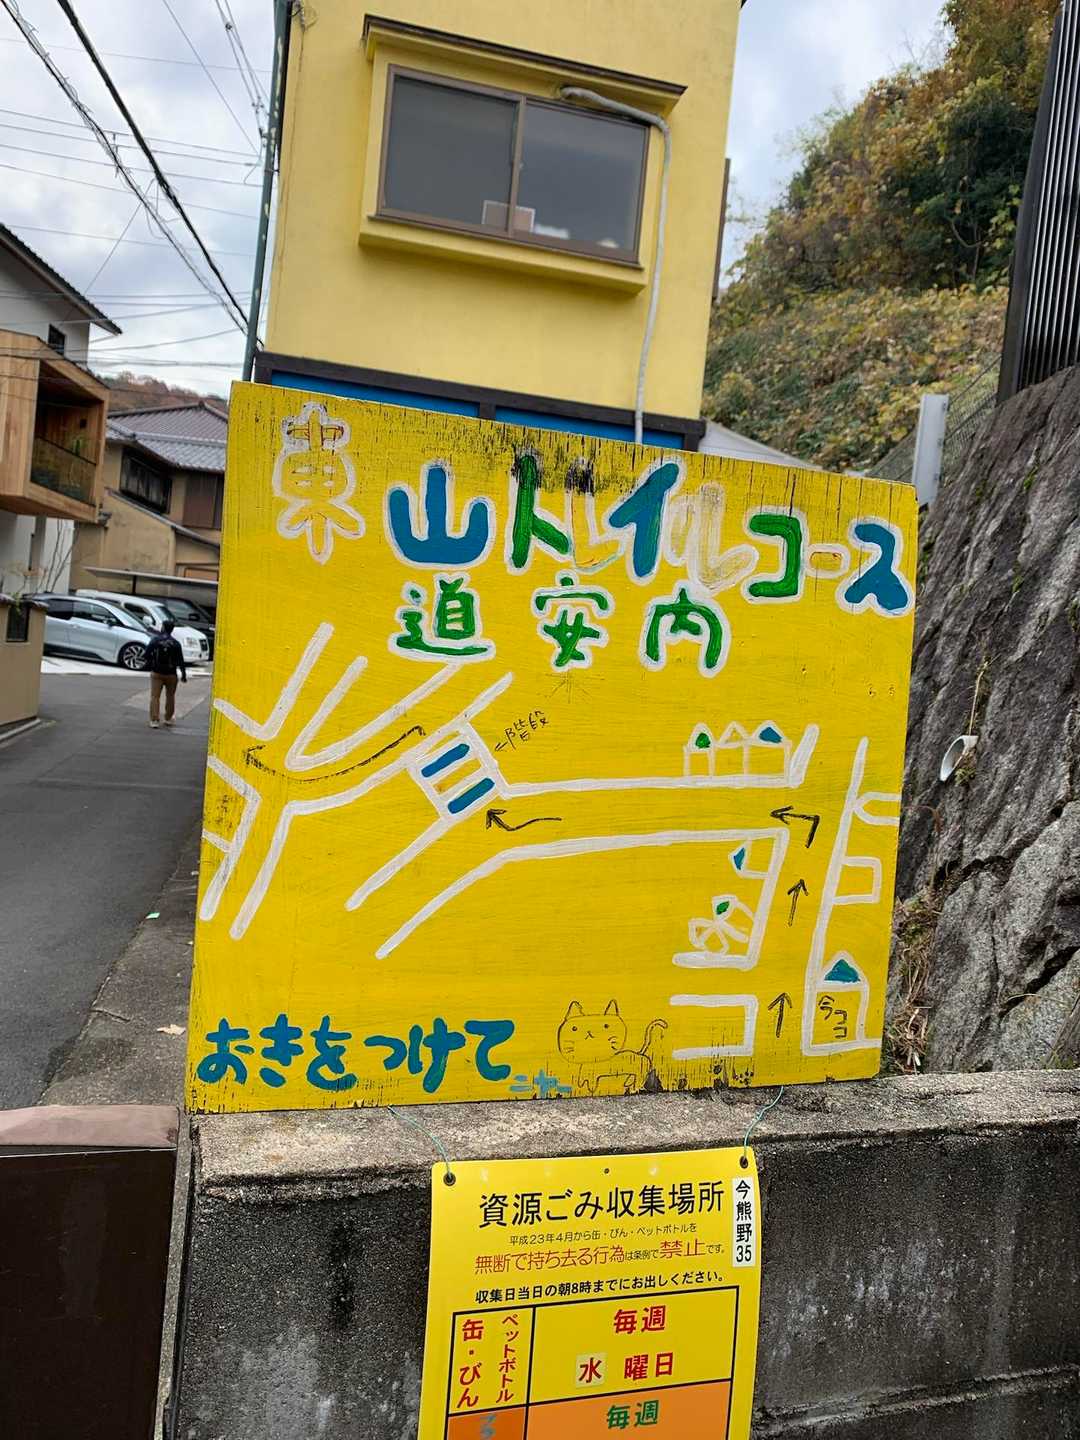 東山トレイルコース
道安内
←階段
今ココ
おきをつけて
ニャー
資源ごみ収集場所
今熊野35
平成23年4月から缶・びん・ペットボトルを
無断で持ち去る行為は条例で禁止です。
収集日当日の朝8時までにお出しください。
缶・びん
ペットボトル
毎週
水曜日
毎週